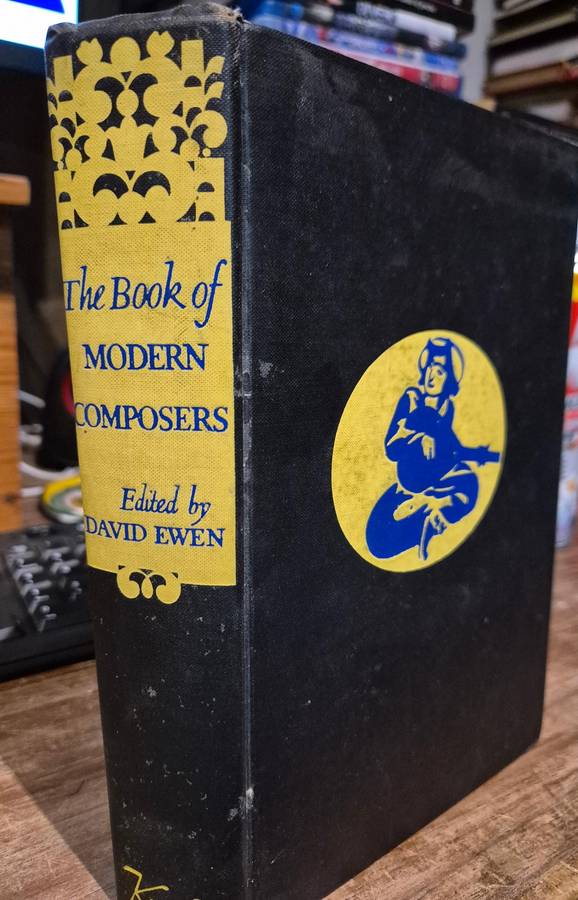 The Book of
MODERN
COMPOSERS
Edited by
DAVID EWEN
K